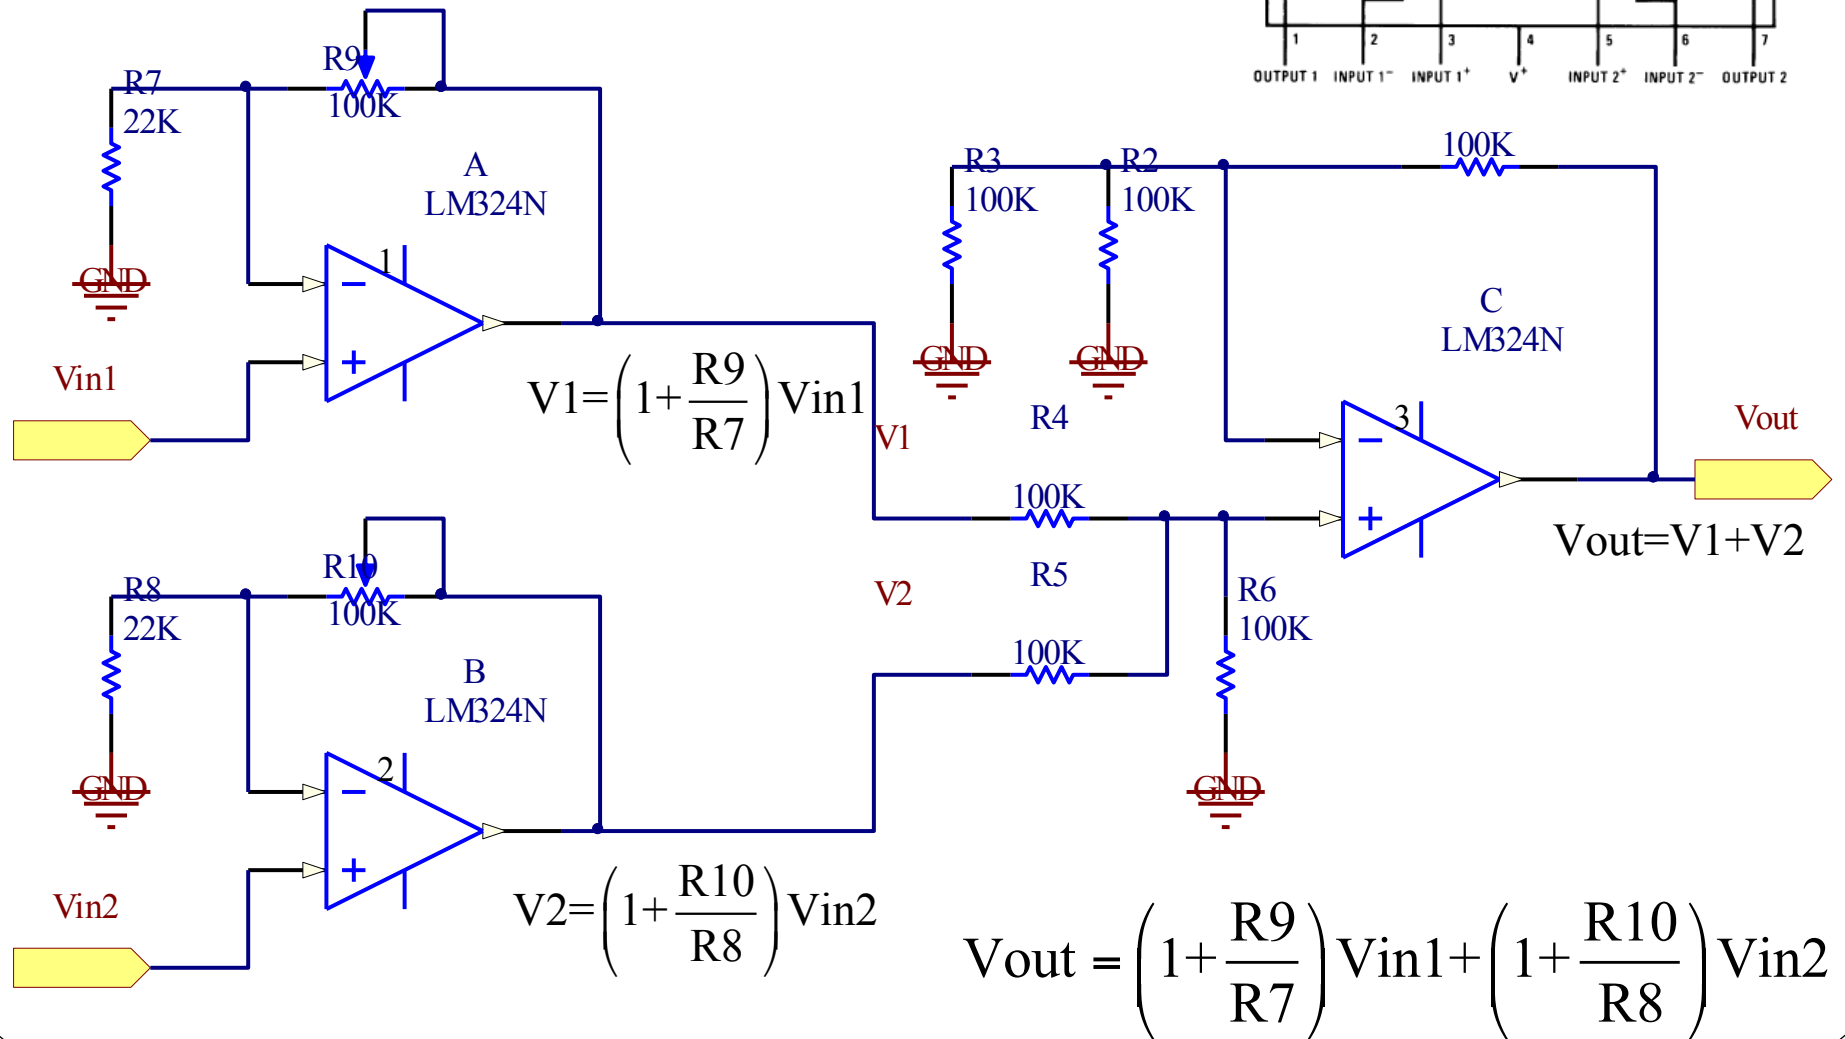 1 2 3 4 5 6 7
OUTPUT 1 INPUT 1⁻ INPUT 1⁺ V⁺ INPUT 2⁺ INPUT 2⁻ OUTPUT 2
R9
100K
R7
22K
A
LM324N
1
GND
Vin1
V1=(1+R9/R7)Vin1
V1
R3
100K
R2
100K
100K
GND
GND
C
LM324N
R4
100K
3
Vout
Vout=V1+V2
R10
100K
R8
22K
B
LM324N
2
GND
Vin2
V2=(1+R10/R8)Vin2
V2
R5
100K
R6
100K
GND
Vout = (1+R9/R7)Vin1+(1+R10/R8)Vin2